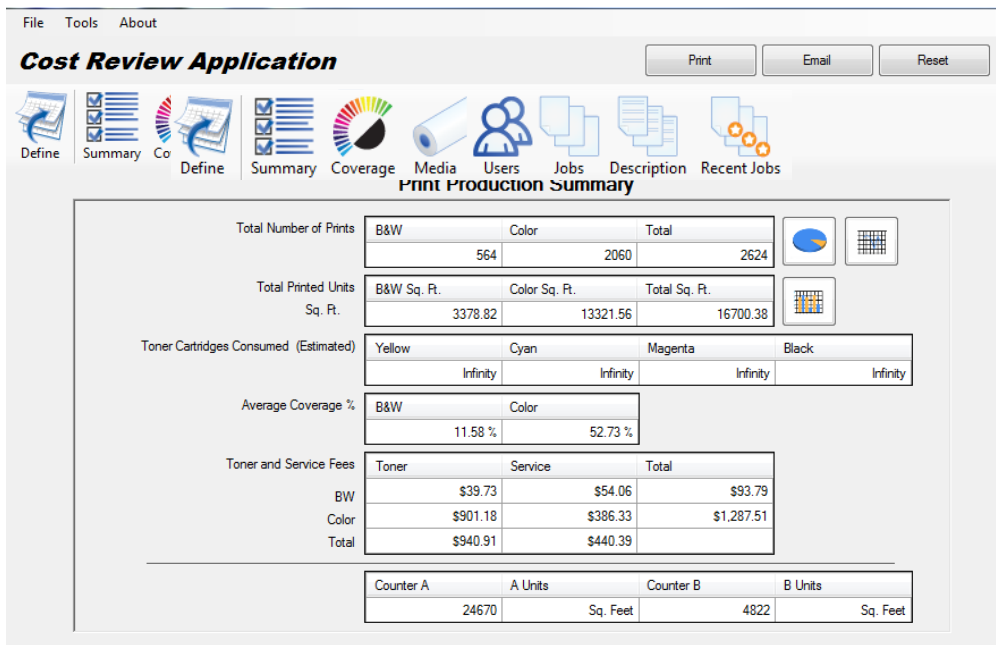 File Tools About
Cost Review Application
Print Email Reset
Define Summary Co
Define Summary Coverage Media Users Jobs Description Recent Jobs
Print Production Summary
Total Number of Prints B&W Color Total
564 2060 2624
Total Printed Units B&W Sq. Ft. Color Sq. Ft. Total Sq. Ft.
Sq. Ft. 3378.82 13321.56 16700.38
Toner Cartridges Consumed (Estimated) Yellow Cyan Magenta Black
Infinity Infinity Infinity Infinity
Average Coverage % B&W Color
11.58 % 52.73 %
Toner and Service Fees Toner Service Total
BW $39.73 $54.06 $93.79
Color $901.18 $386.33 $1,287.51
Total $940.91 $440.39
Counter A A Units Counter B B Units
24670 Sq. Feet 4822 Sq. Feet